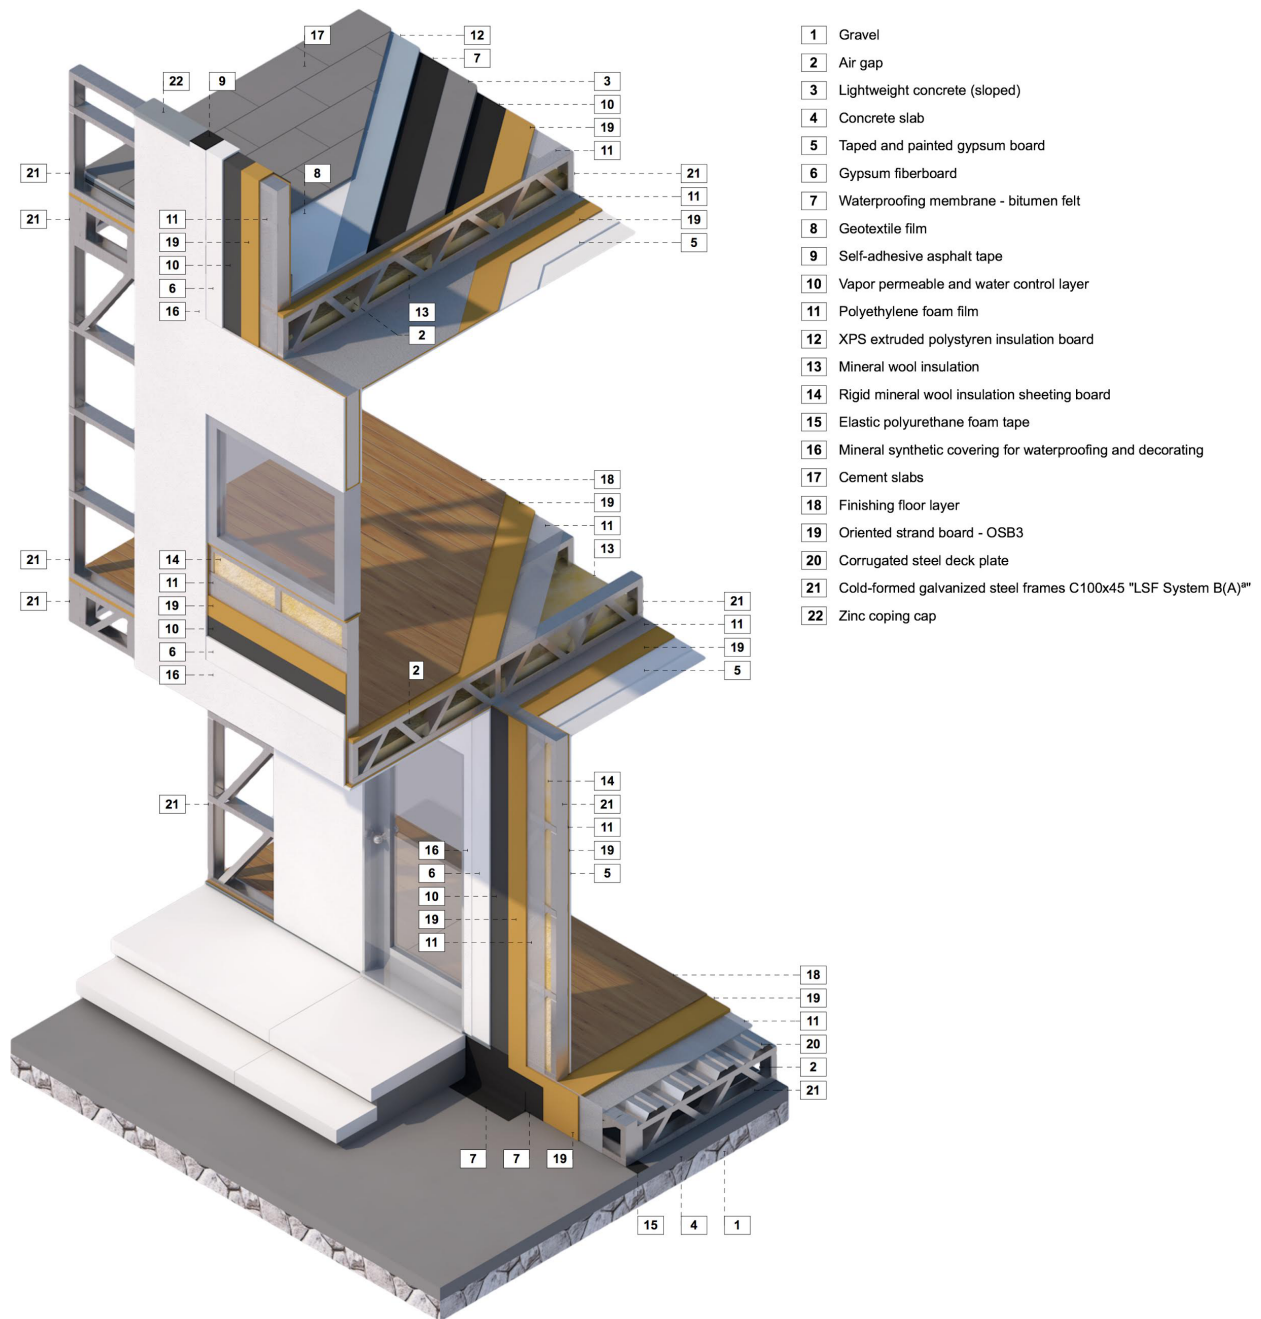 17
12
7
22
9
3
10
19
11
21
8
21
11
21
11
19
19
5
10
6
13
16
2
18
19
11
14
13
21
11
21
19
21
11
10
19
6
2
5
16
14
21
21
11
16
19
6
5
10
19
11
18
19
11
20
2
21
7
7
19
15
4
1
1 Gravel
2 Air gap
3 Lightweight concrete (sloped)
4 Concrete slab
5 Taped and painted gypsum board
6 Gypsum fiberboard
7 Waterproofing membrane - bitumen felt
8 Geotextile film
9 Self-adhesive asphalt tape
10 Vapor permeable and water control layer
11 Polyethylene foam film
12 XPS extruded polystyren insulation board
13 Mineral wool insulation
14 Rigid mineral wool insulation sheeting board
15 Elastic polyurethane foam tape
16 Mineral synthetic covering for waterproofing and decorating
17 Cement slabs
18 Finishing floor layer
19 Oriented strand board - OSB3
20 Corrugated steel deck plate
21 Cold-formed galvanized steel frames C100x45 "LSF System B(A)ª"
22 Zinc coping cap